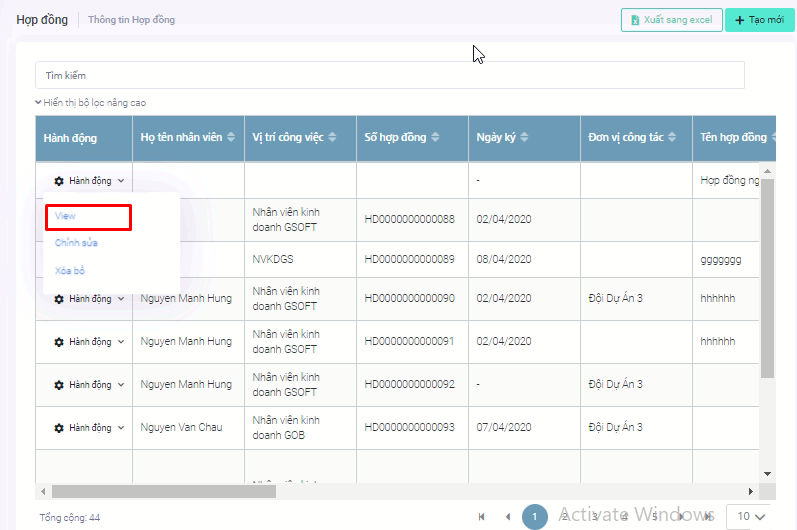 Hợp đồng
Thông tin Hợp đồng
Xuất sang excel
Tạo mới
Tìm kiếm
Hiển thị bộ lọc nâng cao
Hành động Họ tên nhân viên Vị trí công việc Số hợp đồng Ngày ký Đơn vị công tác Tên hợp đồng
Hành động - Hợp đồng ng
View
Chỉnh sửa
Xóa bỏ
Nhân viên kinh
doanh GSOFT
HD0000000000088 02/04/2020
NVKDGS HD0000000000089 08/04/2020 ggggggg
Hành động Nguyen Manh Hung
Nhân viên kinh
doanh GSOFT
HD0000000000090 02/04/2020 Đội Dự Án 3 hhhhhh
Hành động Nguyen Manh Hung
Nhân viên kinh
doanh GSOFT
HD0000000000091 02/04/2020 hhhhhh
Hành động Nguyen Manh Hung
Nhân viên kinh
doanh GSOFT
HD0000000000092 - Đội Dự Án 3
Hành động Nguyen Van Chau
Nhân viên kinh
doanh GOB
HD0000000000093 07/04/2020 Đội Dự Án 3
Tổng cộng: 44
1 2 3 4 5
10
Activate Windows